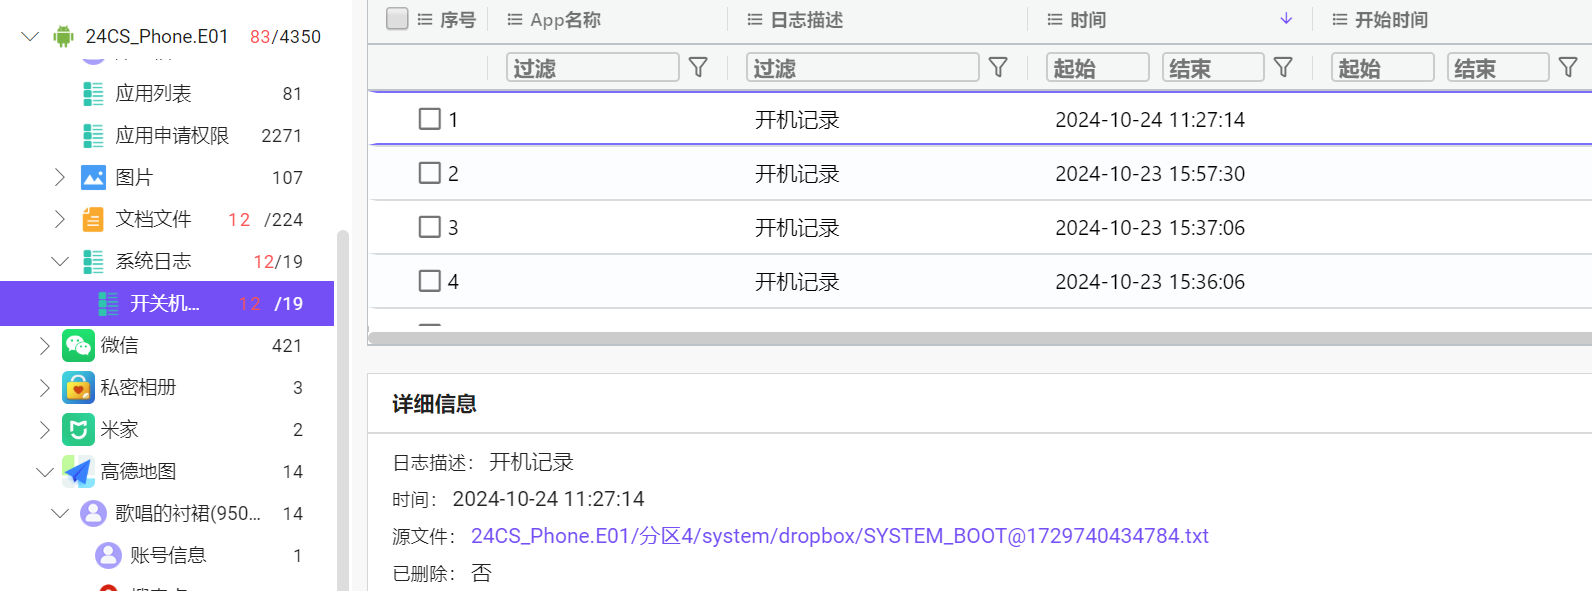 24CS_Phone.E01 83/4350
应用列表 81
应用申请权限 2271
图片 107
文档文件 12 /224
系统日志 12/19
开关机... 12 /19
微信 421
私密相册 3
米家 2
高德地图 14
歌唱的衬裙(950... 14
账号信息 1
序号 App名称 日志描述 时间 开始时间
过滤 过滤 起始 结束 起始 结束
1 开机记录 2024-10-24 11:27:14
2 开机记录 2024-10-23 15:57:30
3 开机记录 2024-10-23 15:37:06
4 开机记录 2024-10-23 15:36:06
详细信息
日志描述： 开机记录
时间： 2024-10-24 11:27:14
源文件： 24CS_Phone.E01/分区4/system/dropbox/SYSTEM_BOOT@1729740434784.txt
已删除： 否